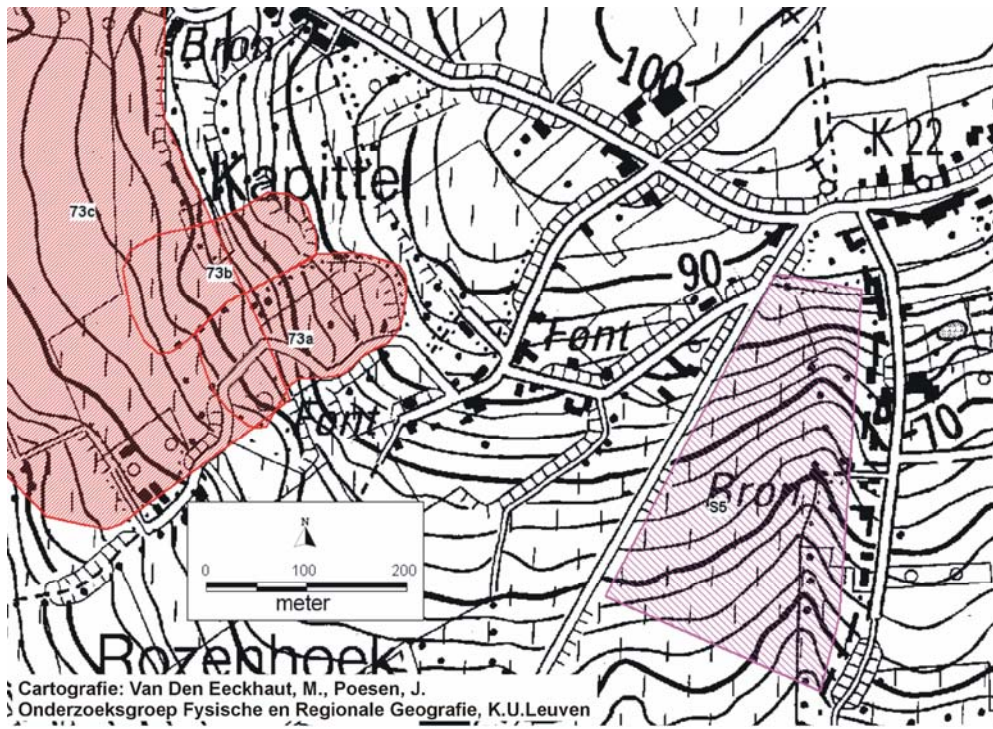 Bron
100
K 22
Kapittel
73c
73b
90
Font
73a
Font
70
Bron
S5
N
0 100 200
meter
Rozenhoek
Cartografie: Van Den Eeckhaut, M., Poesen, J.
Onderzoeksgroep Fysische en Regionale Geografie, K.U.Leuven